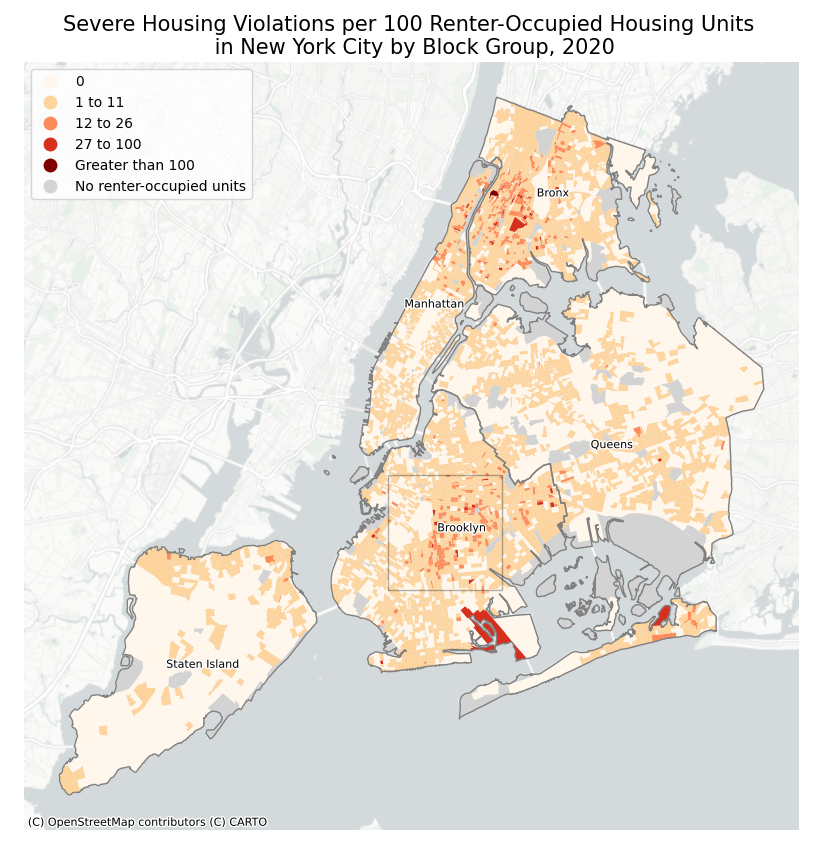 Severe Housing Violations per 100 Renter-Occupied Housing Units
in New York City by Block Group, 2020
0
1 to 11
12 to 26
27 to 100
Greater than 100
No renter-occupied units
Bronx
Manhattan
Queens
Brooklyn
Staten Island
(C) OpenStreetMap contributors (C) CARTO